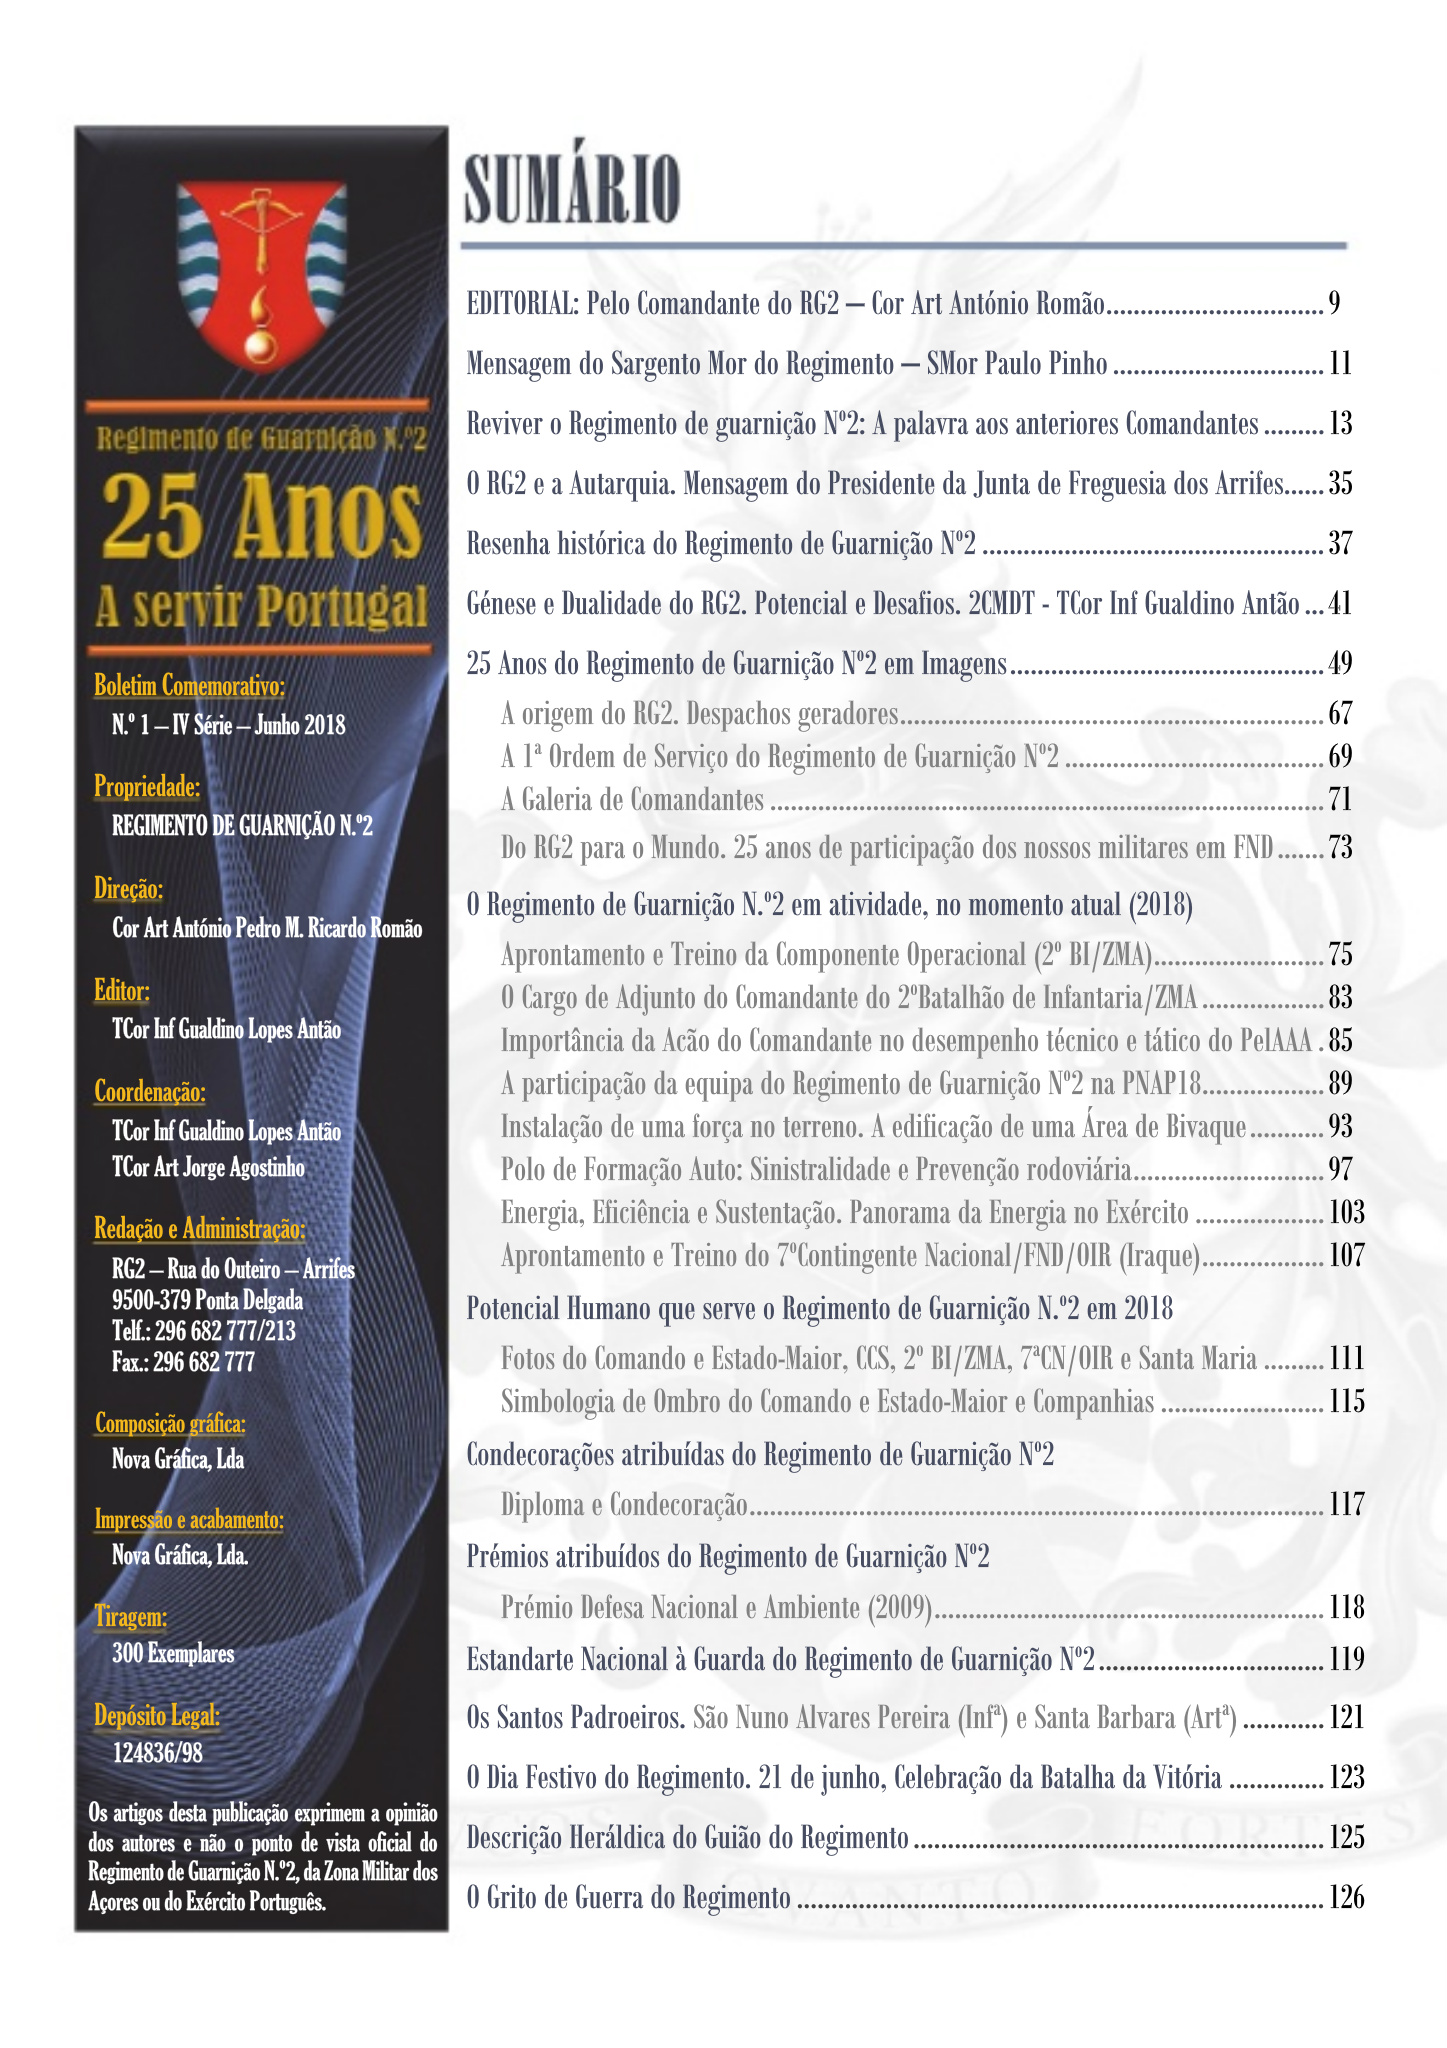 Regimento de Guarnição N.º2
25 Anos
A servir Portugal
Boletim Comemorativo:
N.º 1 – IV Série – Junho 2018
Propriedade:
REGIMENTO DE GUARNIÇÃO N.º2
Direção:
Cor Art António Pedro M. Ricardo Romão
Editor:
TCor Inf Gualdino Lopes Antão
Coordenação:
TCor Inf Gualdino Lopes Antão
TCor Art Jorge Agostinho
Redação e Administração:
RG2 – Rua do Outeiro – Arrifes
9500-379 Ponta Delgada
Telf.: 296 682 777/213
Fax.: 296 682 777
Composição gráfica:
Nova Gráfica, Lda
Impressão e acabamento:
Nova Gráfica, Lda.
Tiragem:
300 Exemplares
Depósito Legal:
124836/98
Os artigos desta publicação exprimem a opinião
dos autores e não o ponto de vista oficial do
Regimento de Guarnição N.º2, da Zona Militar dos
Açores ou do Exército Português.
SUMÁRIO
EDITORIAL: Pelo Comandante do RG2 – Cor Art António Romão................................ 9
Mensagem do Sargento Mor do Regimento – SMor Paulo Pinho ............................... 11
Reviver o Regimento de guarnição Nº2: A palavra aos anteriores Comandantes ......... 13
O RG2 e a Autarquia. Mensagem do Presidente da Junta de Freguesia dos Arrifes...... 35
Resenha histórica do Regimento de Guarnição Nº2 .................................................. 37
Génese e Dualidade do RG2. Potencial e Desafios. 2CMDT - TCor Inf Gualdino Antão ... 41
25 Anos do Regimento de Guarnição Nº2 em Imagens.............................................. 49
A origem do RG2. Despachos geradores.............................................................. 67
A 1ª Ordem de Serviço do Regimento de Guarnição Nº2 ...................................... 69
A Galeria de Comandantes ................................................................................. 71
Do RG2 para o Mundo. 25 anos de participação dos nossos militares em FND ....... 73
O Regimento de Guarnição N.º2 em atividade, no momento atual (2018)
Aprontamento e Treino da Componente Operacional (2º BI/ZMA)......................... 75
O Cargo de Adjunto do Comandante do 2ºBatalhão de Infantaria/ZMA .................. 83
Importância da Acão do Comandante no desempenho técnico e tático do PelAAA . 85
A participação da equipa do Regimento de Guarnição Nº2 na PNAP18.................. 89
Instalação de uma força no terreno. A edificação de uma Área de Bivaque ........... 93
Polo de Formação Auto: Sinistralidade e Prevenção rodoviária............................ 97
Energia, Eficiência e Sustentação. Panorama da Energia no Exército ................... 103
Aprontamento e Treino do 7ºContingente Nacional/FND/OIR (Iraque).................. 107
Potencial Humano que serve o Regimento de Guarnição N.º2 em 2018
Fotos do Comando e Estado-Maior, CCS, 2º BI/ZMA, 7ªCN/OIR e Santa Maria ......... 111
Simbologia de Ombro do Comando e Estado-Maior e Companhias ........................ 115
Condecorações atribuídas do Regimento de Guarnição Nº2
Diploma e Condecoração.................................................................................... 117
Prémios atribuídos do Regimento de Guarnição Nº2
Prémio Defesa Nacional e Ambiente (2009)......................................................... 118
Estandarte Nacional à Guarda do Regimento de Guarnição Nº2 ................................. 119
Os Santos Padroeiros. São Nuno Alvares Pereira (Infª) e Santa Barbara (Artª) ............ 121
O Dia Festivo do Regimento. 21 de junho, Celebração da Batalha da Vitória .............. 123
Descrição Heráldica do Guião do Regimento ............................................................ 125
O Grito de Guerra do Regimento ............................................................................. 126